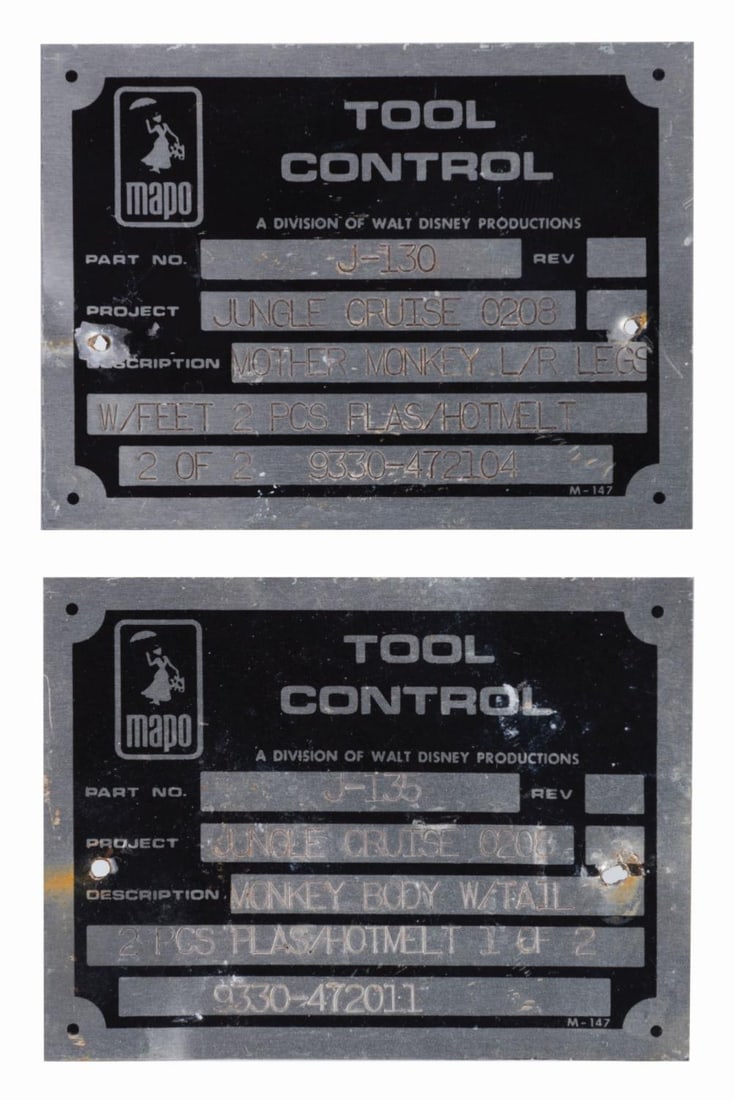 mapo
TOOL
CONTROL
A DIVISION OF WALT DISNEY PRODUCTIONS
PART NO. J-130 REV
PROJECT JUNGLE CRUISE 0208
DESCRIPTION MOTHER MONKEY L/R LEGS
W/FEET 2 PCS PLAS/HOTMELT
2 OF 2 9330-472104
M-147
mapo
TOOL
CONTROL
A DIVISION OF WALT DISNEY PRODUCTIONS
PART NO. J-135 REV
PROJECT JUNGLE CRUISE 0208
DESCRIPTION MONKEY BODY W/TAIL
2 PCS PLAS/HOTMELT 1 OF 2
9330-472011
M-147